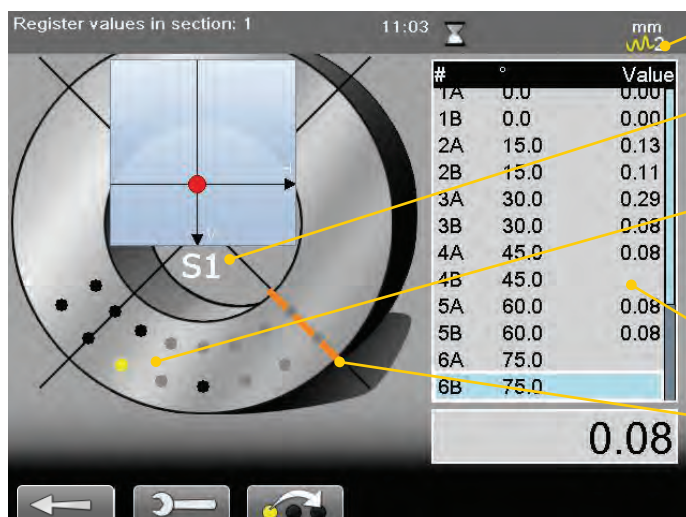 Register values in section: 1 11:03 mm
2
# ° Value
1A 0.0 0.00
1B 0.0 0.00
2A 15.0 0.13
2B 15.0 0.11
3A 30.0 0.29
3B 30.0 0.08
4A 45.0 0.08
4B 45.0
5A 60.0 0.08
5B 60.0 0.08
6A 75.0
6B 75.0
S1
0.08